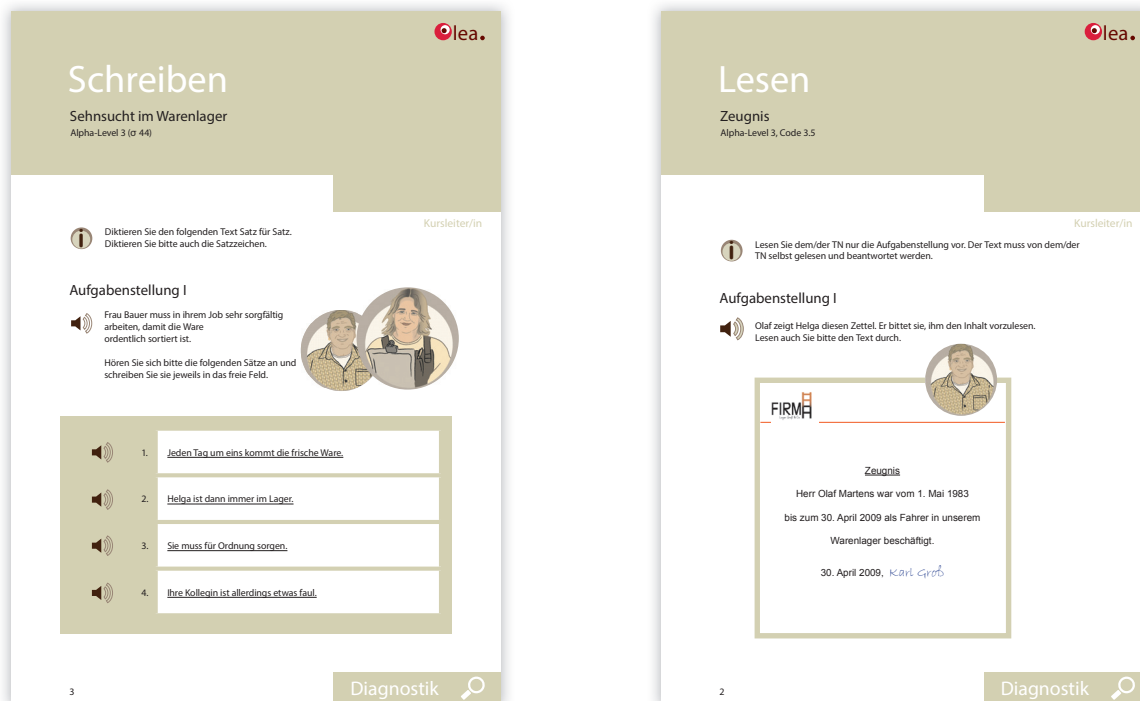 olea.
Schreiben
Sehnsucht im Warenlager
Alpha-Level 3 (σ 44)
Kursleiter/in
Diktieren Sie den folgenden Text Satz für Satz.
Diktieren Sie bitte auch die Satzzeichen.
Aufgabenstellung I
Frau Bauer muss in ihrem Job sehr sorgfältig
arbeiten, damit die Ware
ordentlich sortiert ist.
Hören Sie sich bitte die folgenden Sätze an und
schreiben Sie sie jeweils in das freie Feld.
1. Jeden Tag um eins kommt die frische Ware.
2. Helga ist dann immer im Lager.
3. Sie muss für Ordnung sorgen.
4. Ihre Kollegin ist allerdings etwas faul.
3
Diagnostik
olea.
Lesen
Zeugnis
Alpha-Level 3, Code 3.5
Kursleiter/in
Lesen Sie dem/der TN nur die Aufgabenstellung vor. Der Text muss von dem/der
TN selbst gelesen und beantwortet werden.
Aufgabenstellung I
Olaf zeigt Helga diesen Zettel. Er bittet sie, ihm den Inhalt vorzulesen.
Lesen auch Sie bitte den Text durch.
FIRMA
Zeugnis
Herr Olaf Martens war vom 1. Mai 1983
bis zum 30. April 2009 als Fahrer in unserem
Warenlager beschäftigt.
30. April 2009, Karl Groß
2
Diagnostik